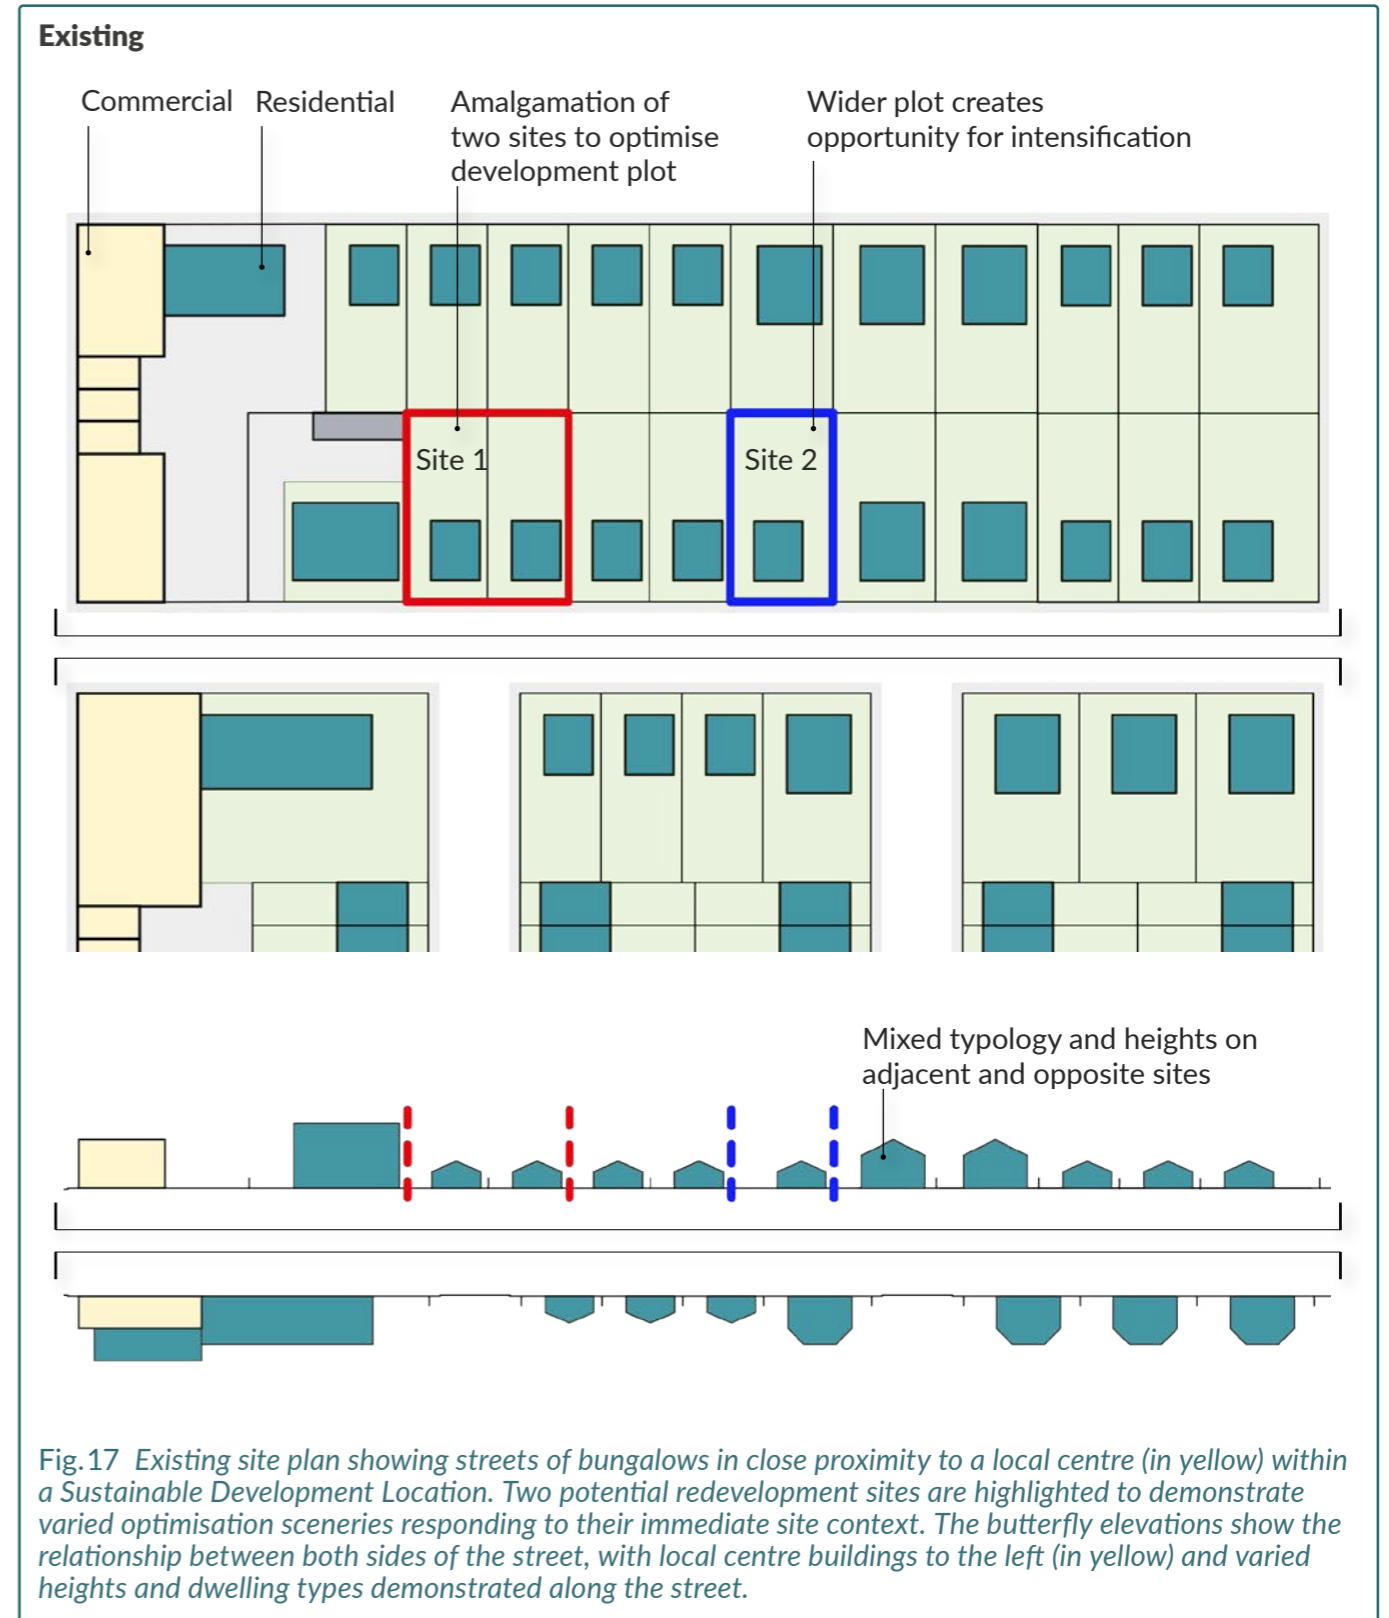 Existing
Commercial
Residential
Amalgamation of
two sites to optimise
development plot
Wider plot creates
opportunity for intensification
Site 1
Site 2
Mixed typology and heights on
adjacent and opposite sites
Fig.17 Existing site plan showing streets of bungalows in close proximity to a local centre (in yellow) within
a Sustainable Development Location. Two potential redevelopment sites are highlighted to demonstrate
varied optimisation sceneries responding to their immediate site context. The butterfly elevations show the
relationship between both sides of the street, with local centre buildings to the left (in yellow) and varied
heights and dwelling types demonstrated along the street.